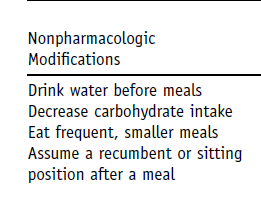 Nonpharmacologic
Modifications
Drink water before meals
Decrease carbohydrate intake
Eat frequent, smaller meals
Assume a recumbent or sitting
position after a meal